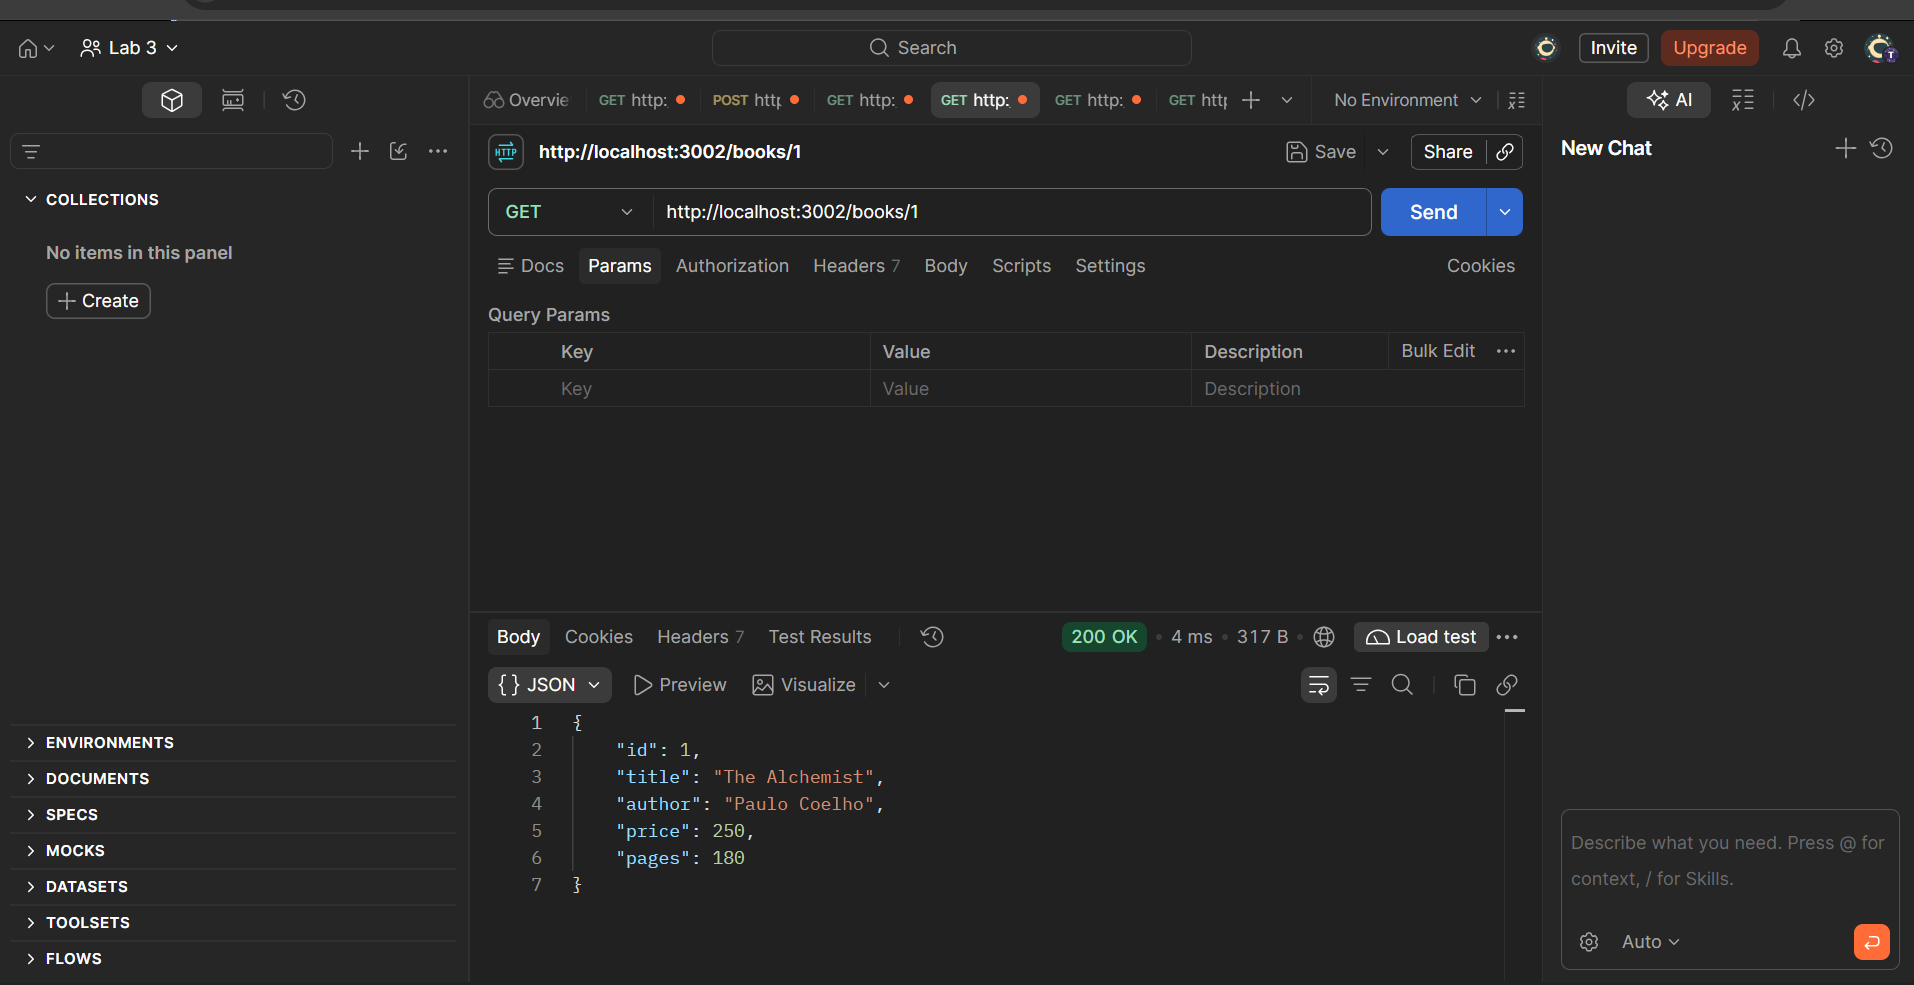 Lab 3
Search
Invite
Upgrade
T
Overvie
GET http:
POST http
GET http:
GET http:
GET http:
GET http
No Environment
AI
HTTP
http://localhost:3002/books/1
Save
Share
New Chat
COLLECTIONS
No items in this panel
Create
GET
http://localhost:3002/books/1
Send
Docs
Params
Authorization
Headers 7
Body
Scripts
Settings
Cookies
Query Params
Key
Value
Description
Bulk Edit
Key
Value
Description
ENVIRONMENTS
DOCUMENTS
SPECS
MOCKS
DATASETS
TOOLSETS
FLOWS
Body
Cookies
Headers 7
Test Results
200 OK
4 ms
317 B
Load test
{} JSON
Preview
Visualize
1 {
2 "id": 1,
3 "title": "The Alchemist",
4 "author": "Paulo Coelho",
5 "price": 250,
6 "pages": 180
7 }
Describe what you need. Press @ for
context, / for Skills.
Auto